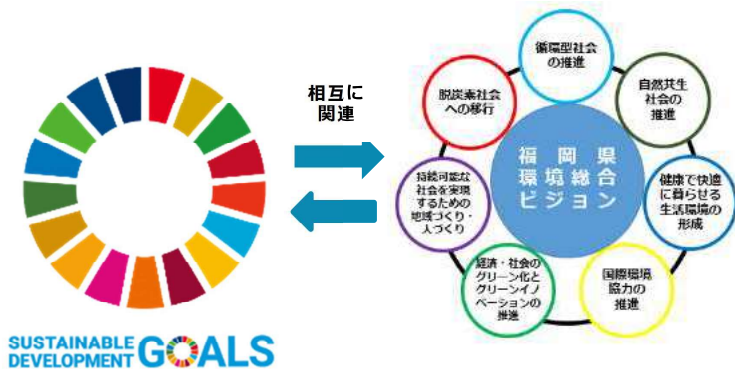 相互に
関連
循環型社会
の推進
脱炭素社会
への移行
自然共生
社会の
推進
福岡県
環境総合
ビジョン
持続可能な
社会を実現
するための
地域づくり・
人づくり
健康で快適
に暮らせる
生活環境の
形成
経済・社会の
グリーン化と
グリーンイノ
ベーションの
推進
国際環境
協力の
推進
SUSTAINABLE
DEVELOPMENT
GOALS